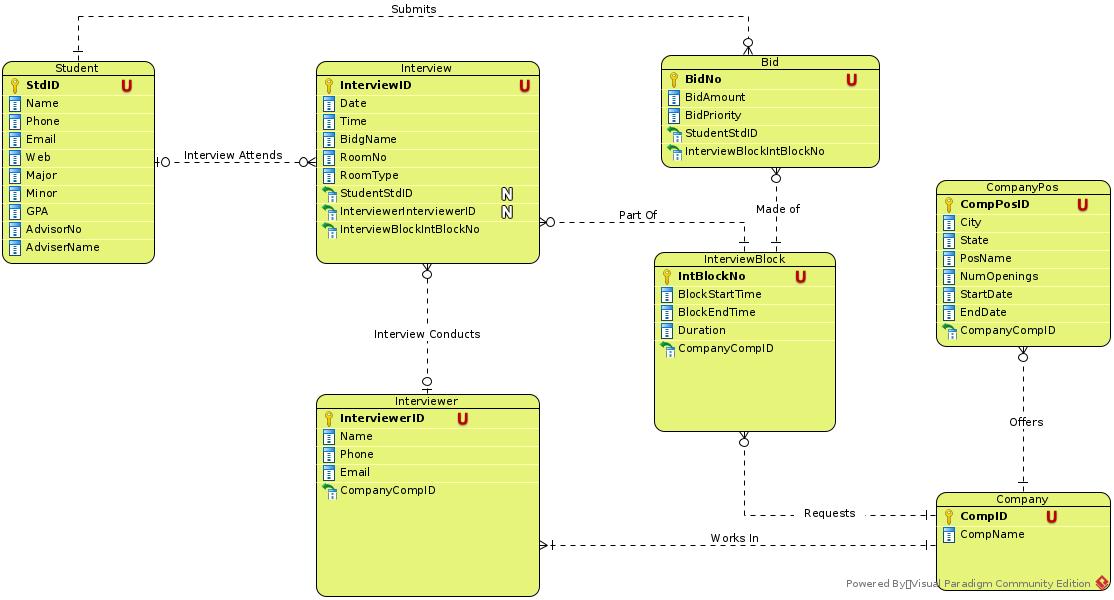 Submits
Student
StdID U
Name
Phone
Email
Web
Major
Minor
GPA
AdvisorNo
AdviserName
Interview Attends
Interview
InterviewID U
Date
Time
BidgName
RoomNo
RoomType
StudentStdID N
InterviewerInterviewerID N
InterviewBlockIntBlockNo
Bid
BidNo U
BidAmount
BidPriority
StudentStdID
InterviewBlockIntBlockNo
Part Of
Made of
CompanyPos
CompPosID U
City
State
PosName
NumOpenings
StartDate
EndDate
CompanyCompID
InterviewBlock
IntBlockNo U
BlockStartTime
BlockEndTime
Duration
CompanyCompID
Interview Conducts
Interviewer
InterviewerID U
Name
Phone
Email
CompanyCompID
Offers
Requests
Works In
Company
CompID U
CompName
Powered By▯Visual Paradigm Community Edition